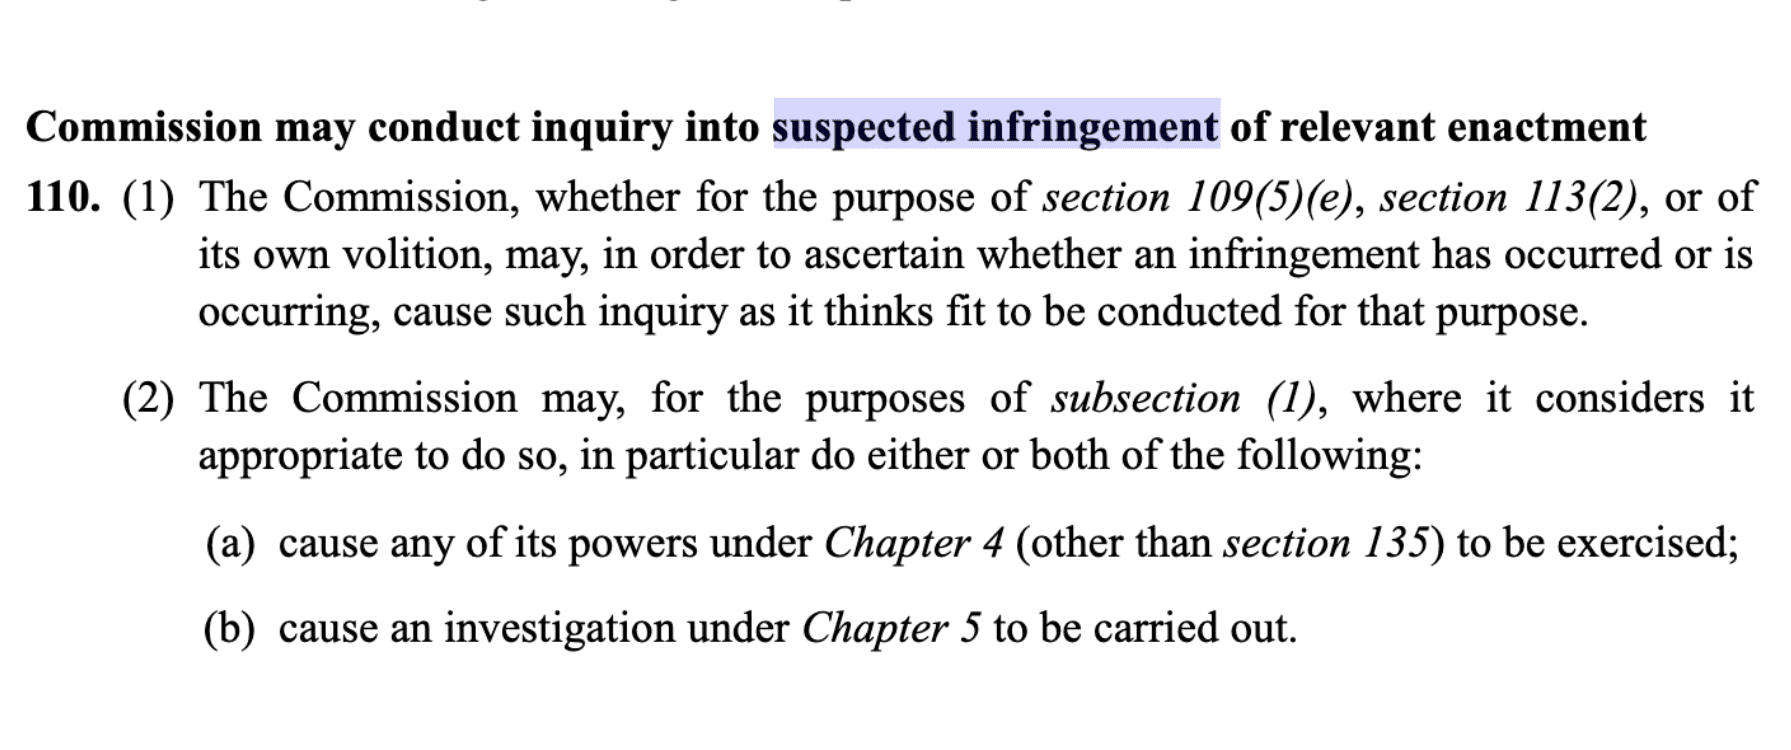 Commission may conduct inquiry into suspected infringement of relevant enactment
110. (1) The Commission, whether for the purpose of section 109(5)(e), section 113(2), or of
its own volition, may, in order to ascertain whether an infringement has occurred or is
occurring, cause such inquiry as it thinks fit to be conducted for that purpose.
(2) The Commission may, for the purposes of subsection (1), where it considers it
appropriate to do so, in particular do either or both of the following:
(a) cause any of its powers under Chapter 4 (other than section 135) to be exercised;
(b) cause an investigation under Chapter 5 to be carried out.